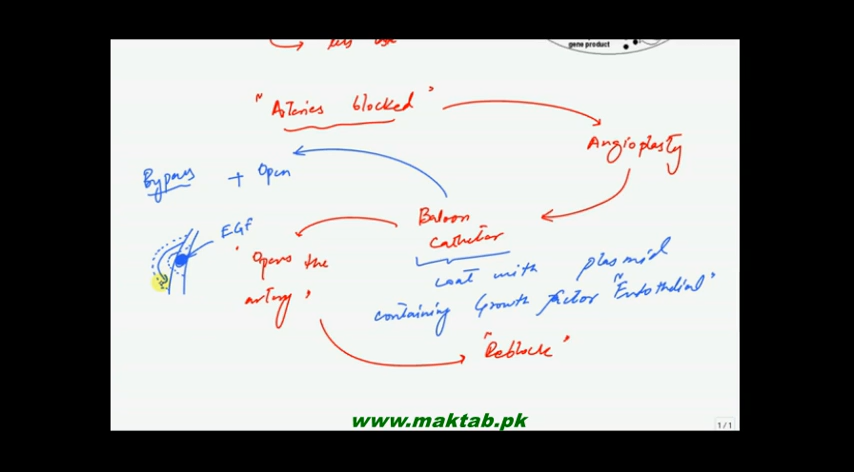 gene product
"Arteries blocked"
Angioplasty
Bypass + Open
Baloon
Catheter
EGF
"Opens the
artery"
coat with plasmid
containing Growth factor "Endothelial"
"Reblock"
www.maktab.pk
1/1